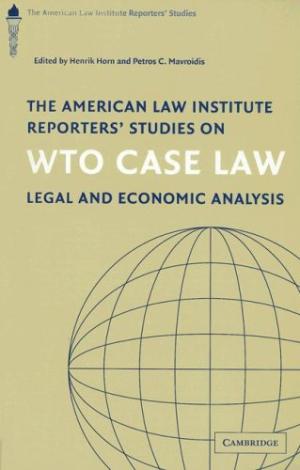 The American Law Institute Reporters' Studies
Edited by Henrik Horn and Petros C. Mavroidis
THE AMERICAN LAW INSTITUTE
REPORTERS' STUDIES ON
WTO CASE LAW
LEGAL AND ECONOMIC ANALYSIS
CAMBRIDGE